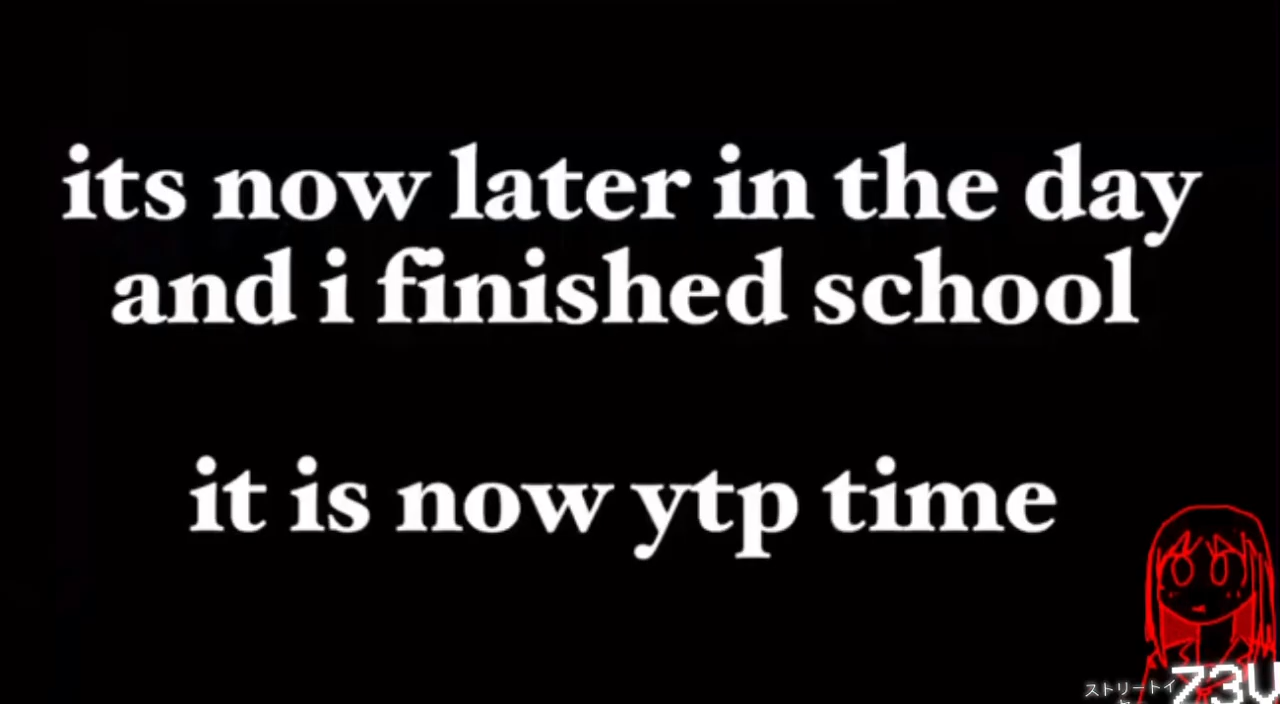 its now later in the day
and i finished school
it is now ytp time
ストリートイ
Z3U